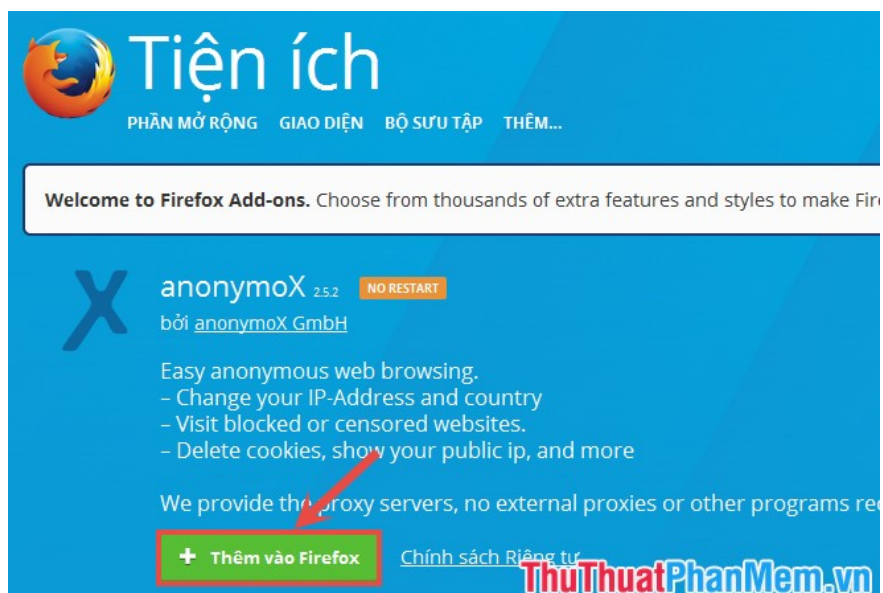 Tiện ích
PHẦN MỞ RỘNG GIAO DIỆN BỘ SƯU TẬP THÊM...
Welcome to Firefox Add-ons. Choose from thousands of extra features and styles to make Fire
X
anonymoX 2.5.2 NO RESTART
bởi anonymoX GmbH
Easy anonymous web browsing.
– Change your IP-Address and country
– Visit blocked or censored websites.
– Delete cookies, show your public ip, and more
We provide the proxy servers, no external proxies or other programs rec
+ Thêm vào Firefox Chính sách Riêng tư
ThuThuatPhanMem.vn